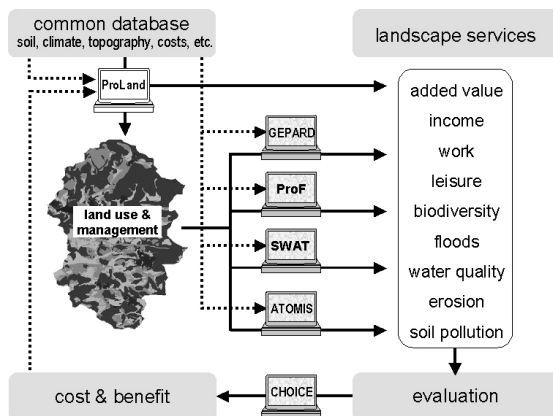 common database
soil, climate, topography, costs, etc.
landscape services
ProLand
added value
income
work
leisure
biodiversity
floods
water quality
erosion
soil pollution
GEPARD
ProF
SWAT
ATOMIS
land use &
management
cost & benefit
CHOICE
evaluation